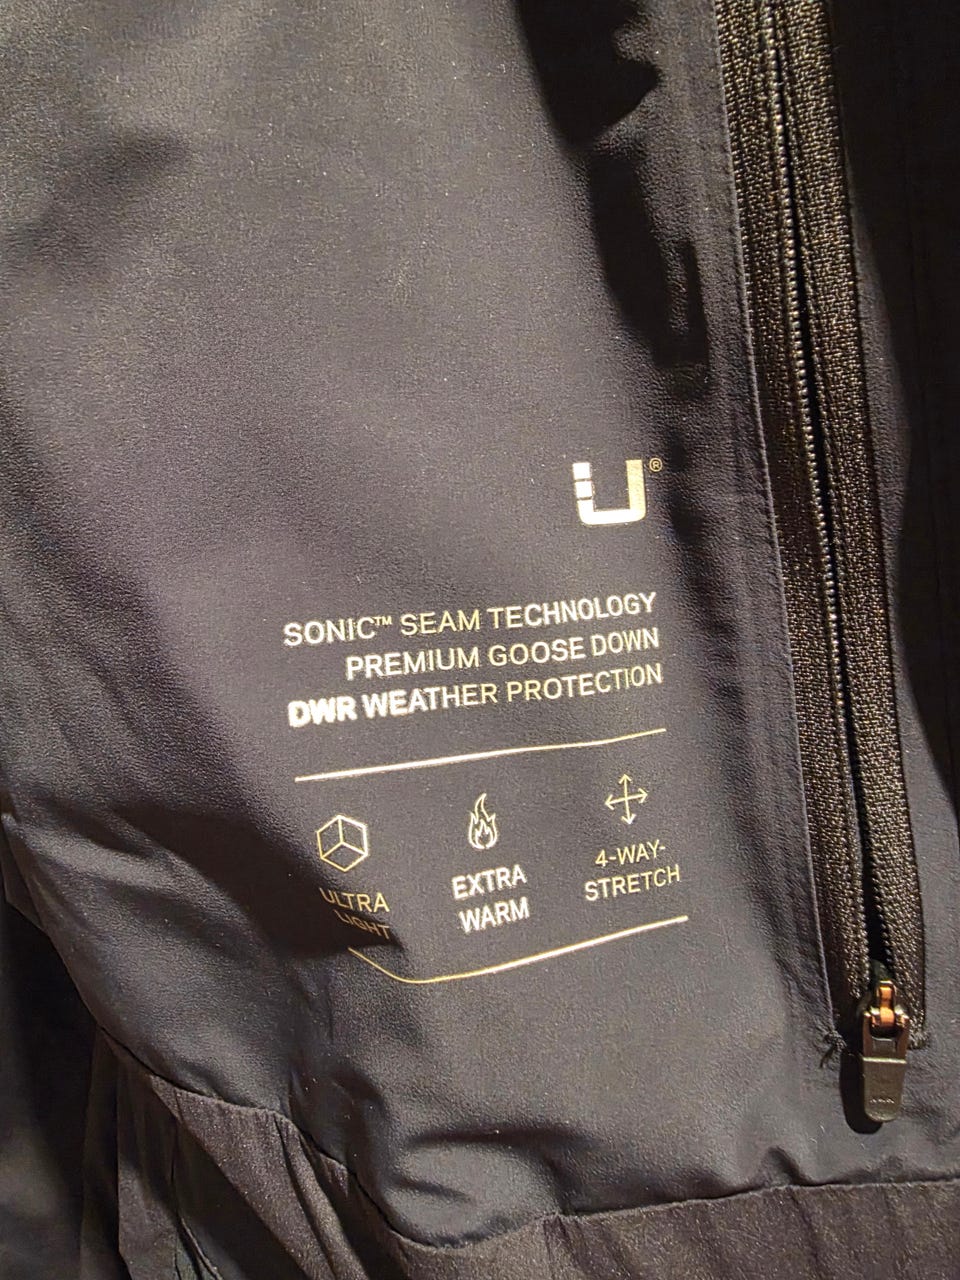 U®
SONIC™ SEAM TECHNOLOGY
PREMIUM GOOSE DOWN
DWR WEATHER PROTECTION
ULTRA
LIGHT
EXTRA
WARM
4-WAY-
STRETCH